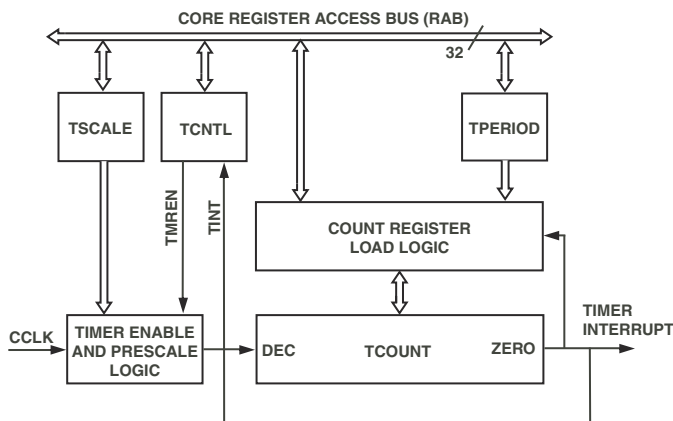 CORE REGISTER ACCESS BUS (RAB)
32
TSCALE
TCNTL
TPERIOD
TMREN
TINT
COUNT REGISTER
LOAD LOGIC
CCLK
TIMER ENABLE
AND PRESCALE
LOGIC
DEC
TCOUNT
ZERO
TIMER
INTERRUPT